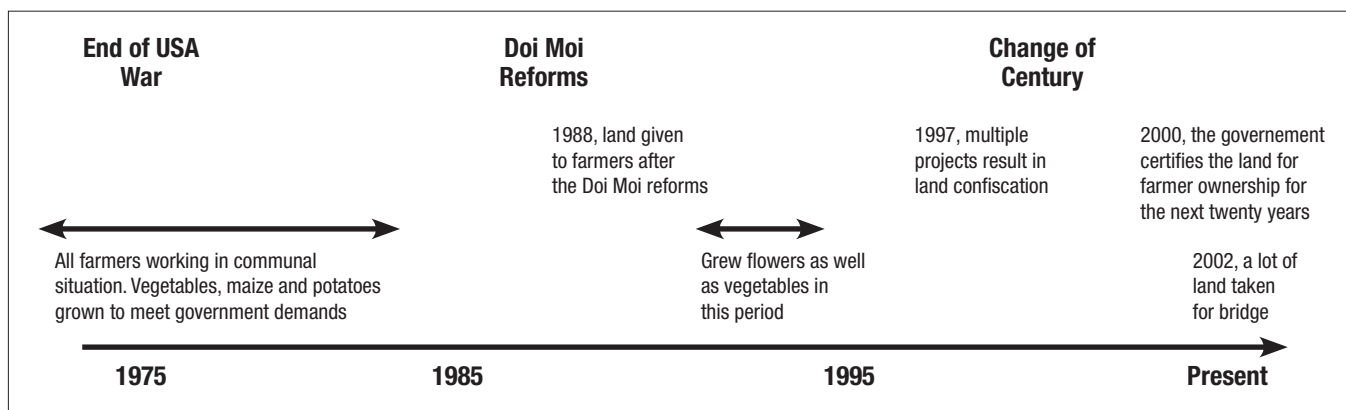 End of USA
War
Doi Moi
Reforms
Change of
Century
1988, land given
to farmers after
the Doi Moi reforms
1997, multiple
projects result in
land confiscation
2000, the governement
certifies the land for
farmer ownership for
the next twenty years
All farmers working in communal
situation. Vegetables, maize and potatoes
grown to meet government demands
Grew flowers as well
as vegetables in
this period
2002, a lot of
land taken
for bridge
1975
1985
1995
Present